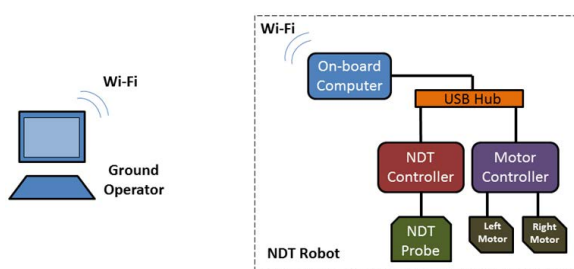 Wi-Fi
Ground
Operator
Wi-Fi
On-board
Computer
USB Hub
NDT
Controller
Motor
Controller
NDT
Probe
Left
Motor
Right
Motor
NDT Robot